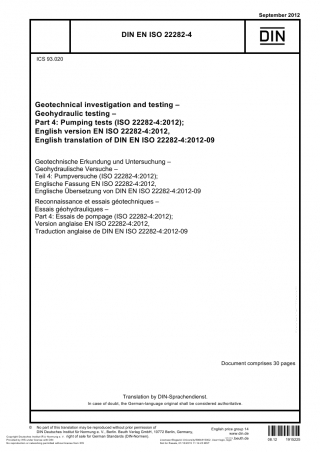 September 2012
DIN EN ISO 22282-4
DIN
ICS 93.020
Geotechnical investigation and testing –
Geohydraulic testing –
Part 4: Pumping tests (ISO 22282-4:2012);
English version EN ISO 22282-4:2012,
English translation of DIN EN ISO 22282-4:2012-09
Geotechnische Erkundung und Untersuchung –
Geohydraulische Versuche –
Teil 4: Pumpversuche (ISO 22282-4:2012);
Englische Fassung EN ISO 22282-4:2012,
Englische Übersetzung von DIN EN ISO 22282-4:2012-09
Reconnaissance et essais géotechniques –
Essais géohydrauliques –
Part 4: Essais de pompage (ISO 22282-4:2012);
Version anglaise EN ISO 22282-4:2012,
Traduction anglaise de DIN EN ISO 22282-4:2012-09
Document comprises 30 pages
Translation by DIN-Sprachendienst.
In case of doubt, the German-language original shall be considered authoritative.
© No part of this translation may be reproduced without prior permission of
DIN Deutsches Institut für Normung e. V., Berlin. Beuth Verlag GmbH, 10772 Berlin, Germany,
right of sale for German Standards (DIN-Normen).
English price group 14
www.din.de
beuth.de
09.12